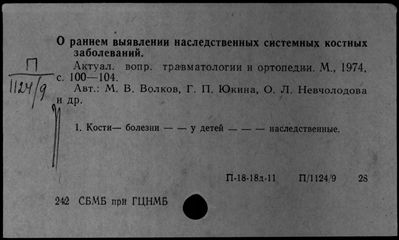 О раннем выявлении наследственных системных костных
заболеваний.
П
1124/9
Актуал. вопр. травматологии и ортопедии. М., 1974,
с. 100—104.
Авт.: М. В. Волков, Г. П. Юкина, О. Л. Невчолодова
и др.
1. Кости— болезни — — у детей — — — наследственные.
П-18-18д-11 П/1124/9 28
242 СБМБ при ГЦНМБ